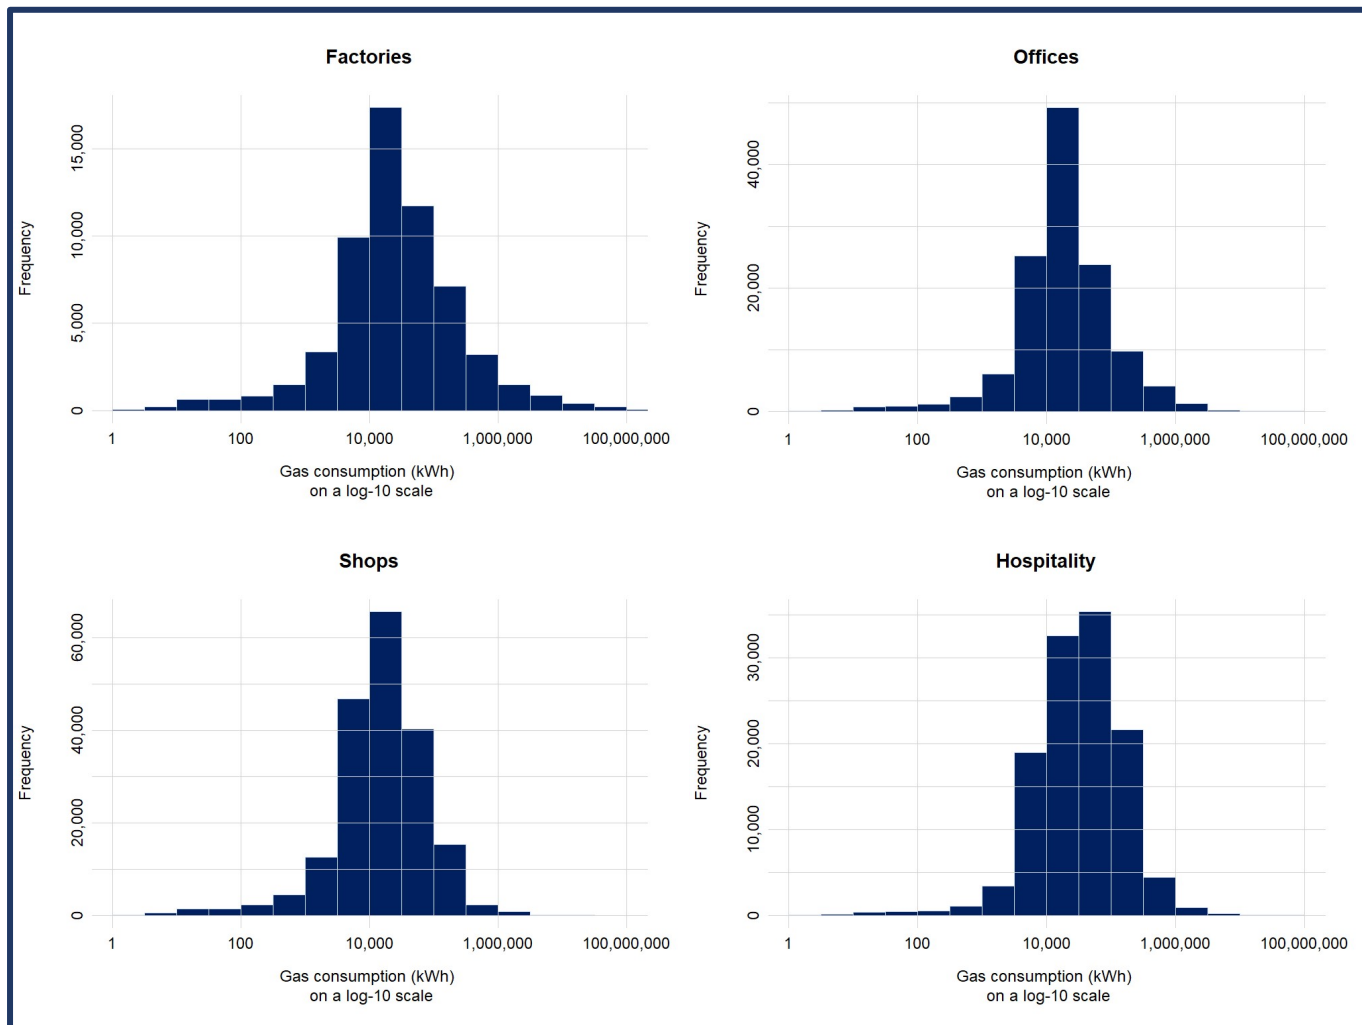 Factories
Frequency
15,000
10,000
5,000
0
1 100 10,000 1,000,000 100,000,000
Gas consumption (kWh)
on a log-10 scale
Offices
Frequency
40,000
20,000
0
1 100 10,000 1,000,000 100,000,000
Gas consumption (kWh)
on a log-10 scale
Shops
Frequency
60,000
40,000
20,000
0
1 100 10,000 1,000,000 100,000,000
Gas consumption (kWh)
on a log-10 scale
Hospitality
Frequency
30,000
20,000
10,000
0
1 100 10,000 1,000,000 100,000,000
Gas consumption (kWh)
on a log-10 scale